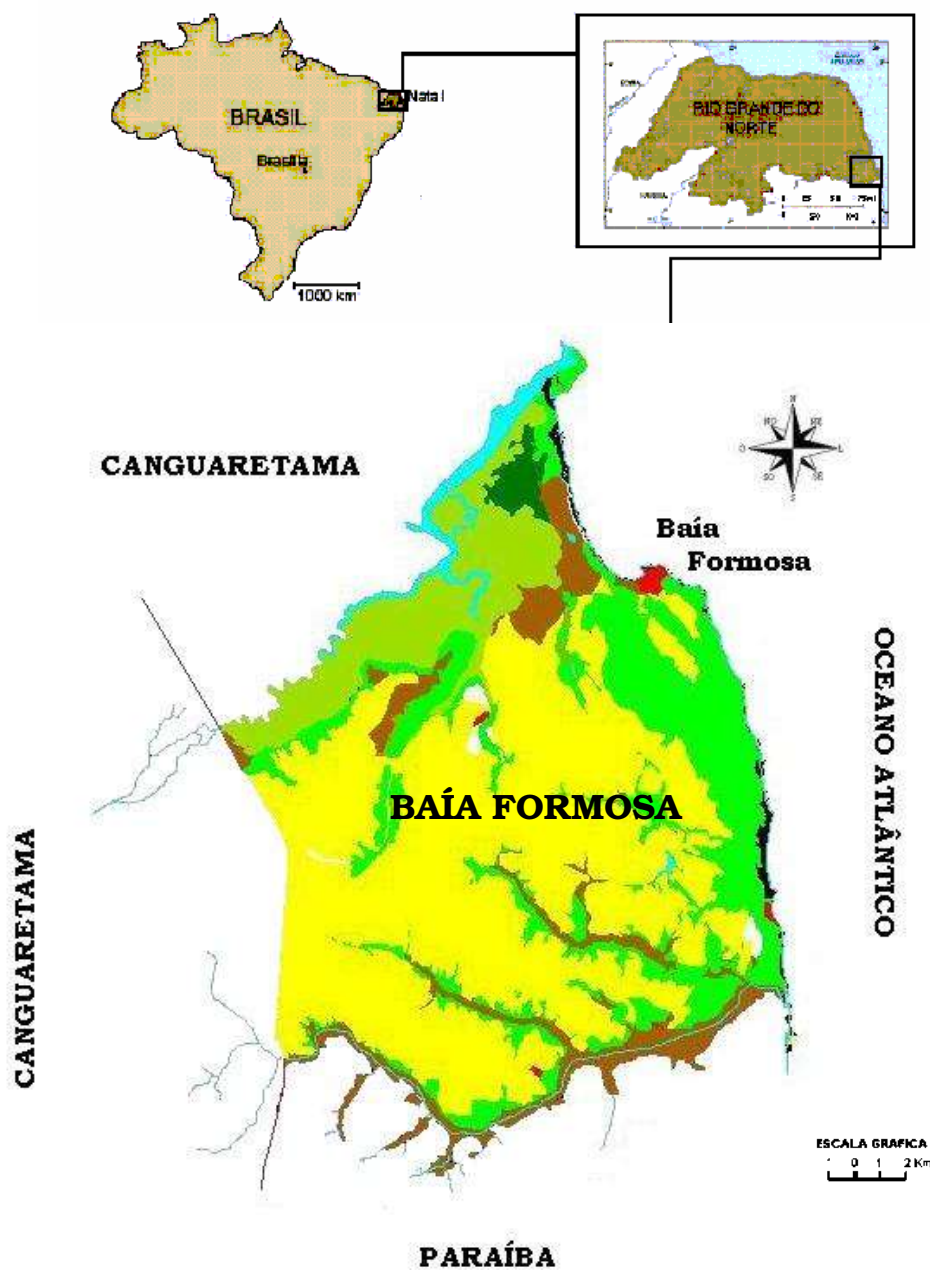 BRASIL
Natal
Brasília
1000 km
RIO GRANDE DO
NORTE
CANGUARETAMA
Baía
Formosa
OCEANO ATLÂNTICO
BAÍA FORMOSA
CANGUARETAMA
ESCALA GRAFICA
1 0 1 2 Km
PARAÍBA